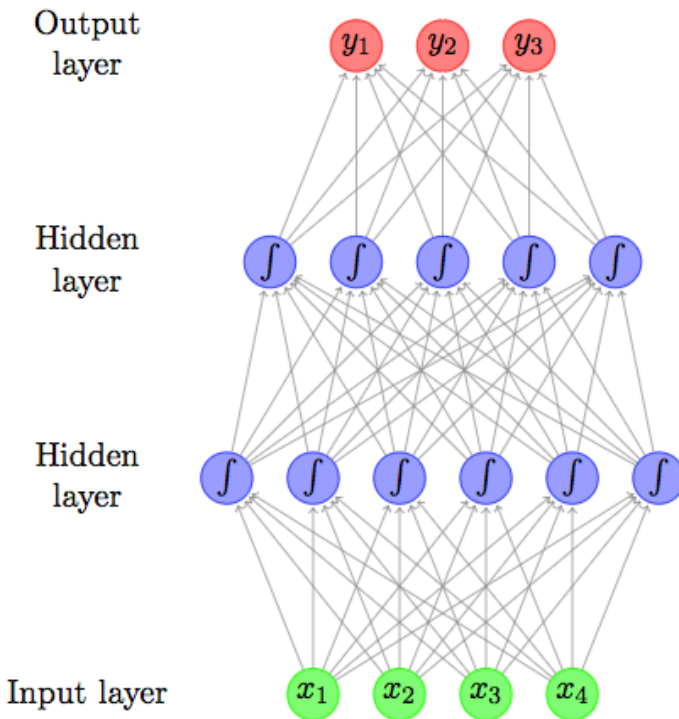 Output
layer
y₁ y₂ y₃
Hidden
layer
∫ ∫ ∫ ∫ ∫
Hidden
layer
∫ ∫ ∫ ∫ ∫ ∫
Input layer
x₁ x₂ x₃ x₄